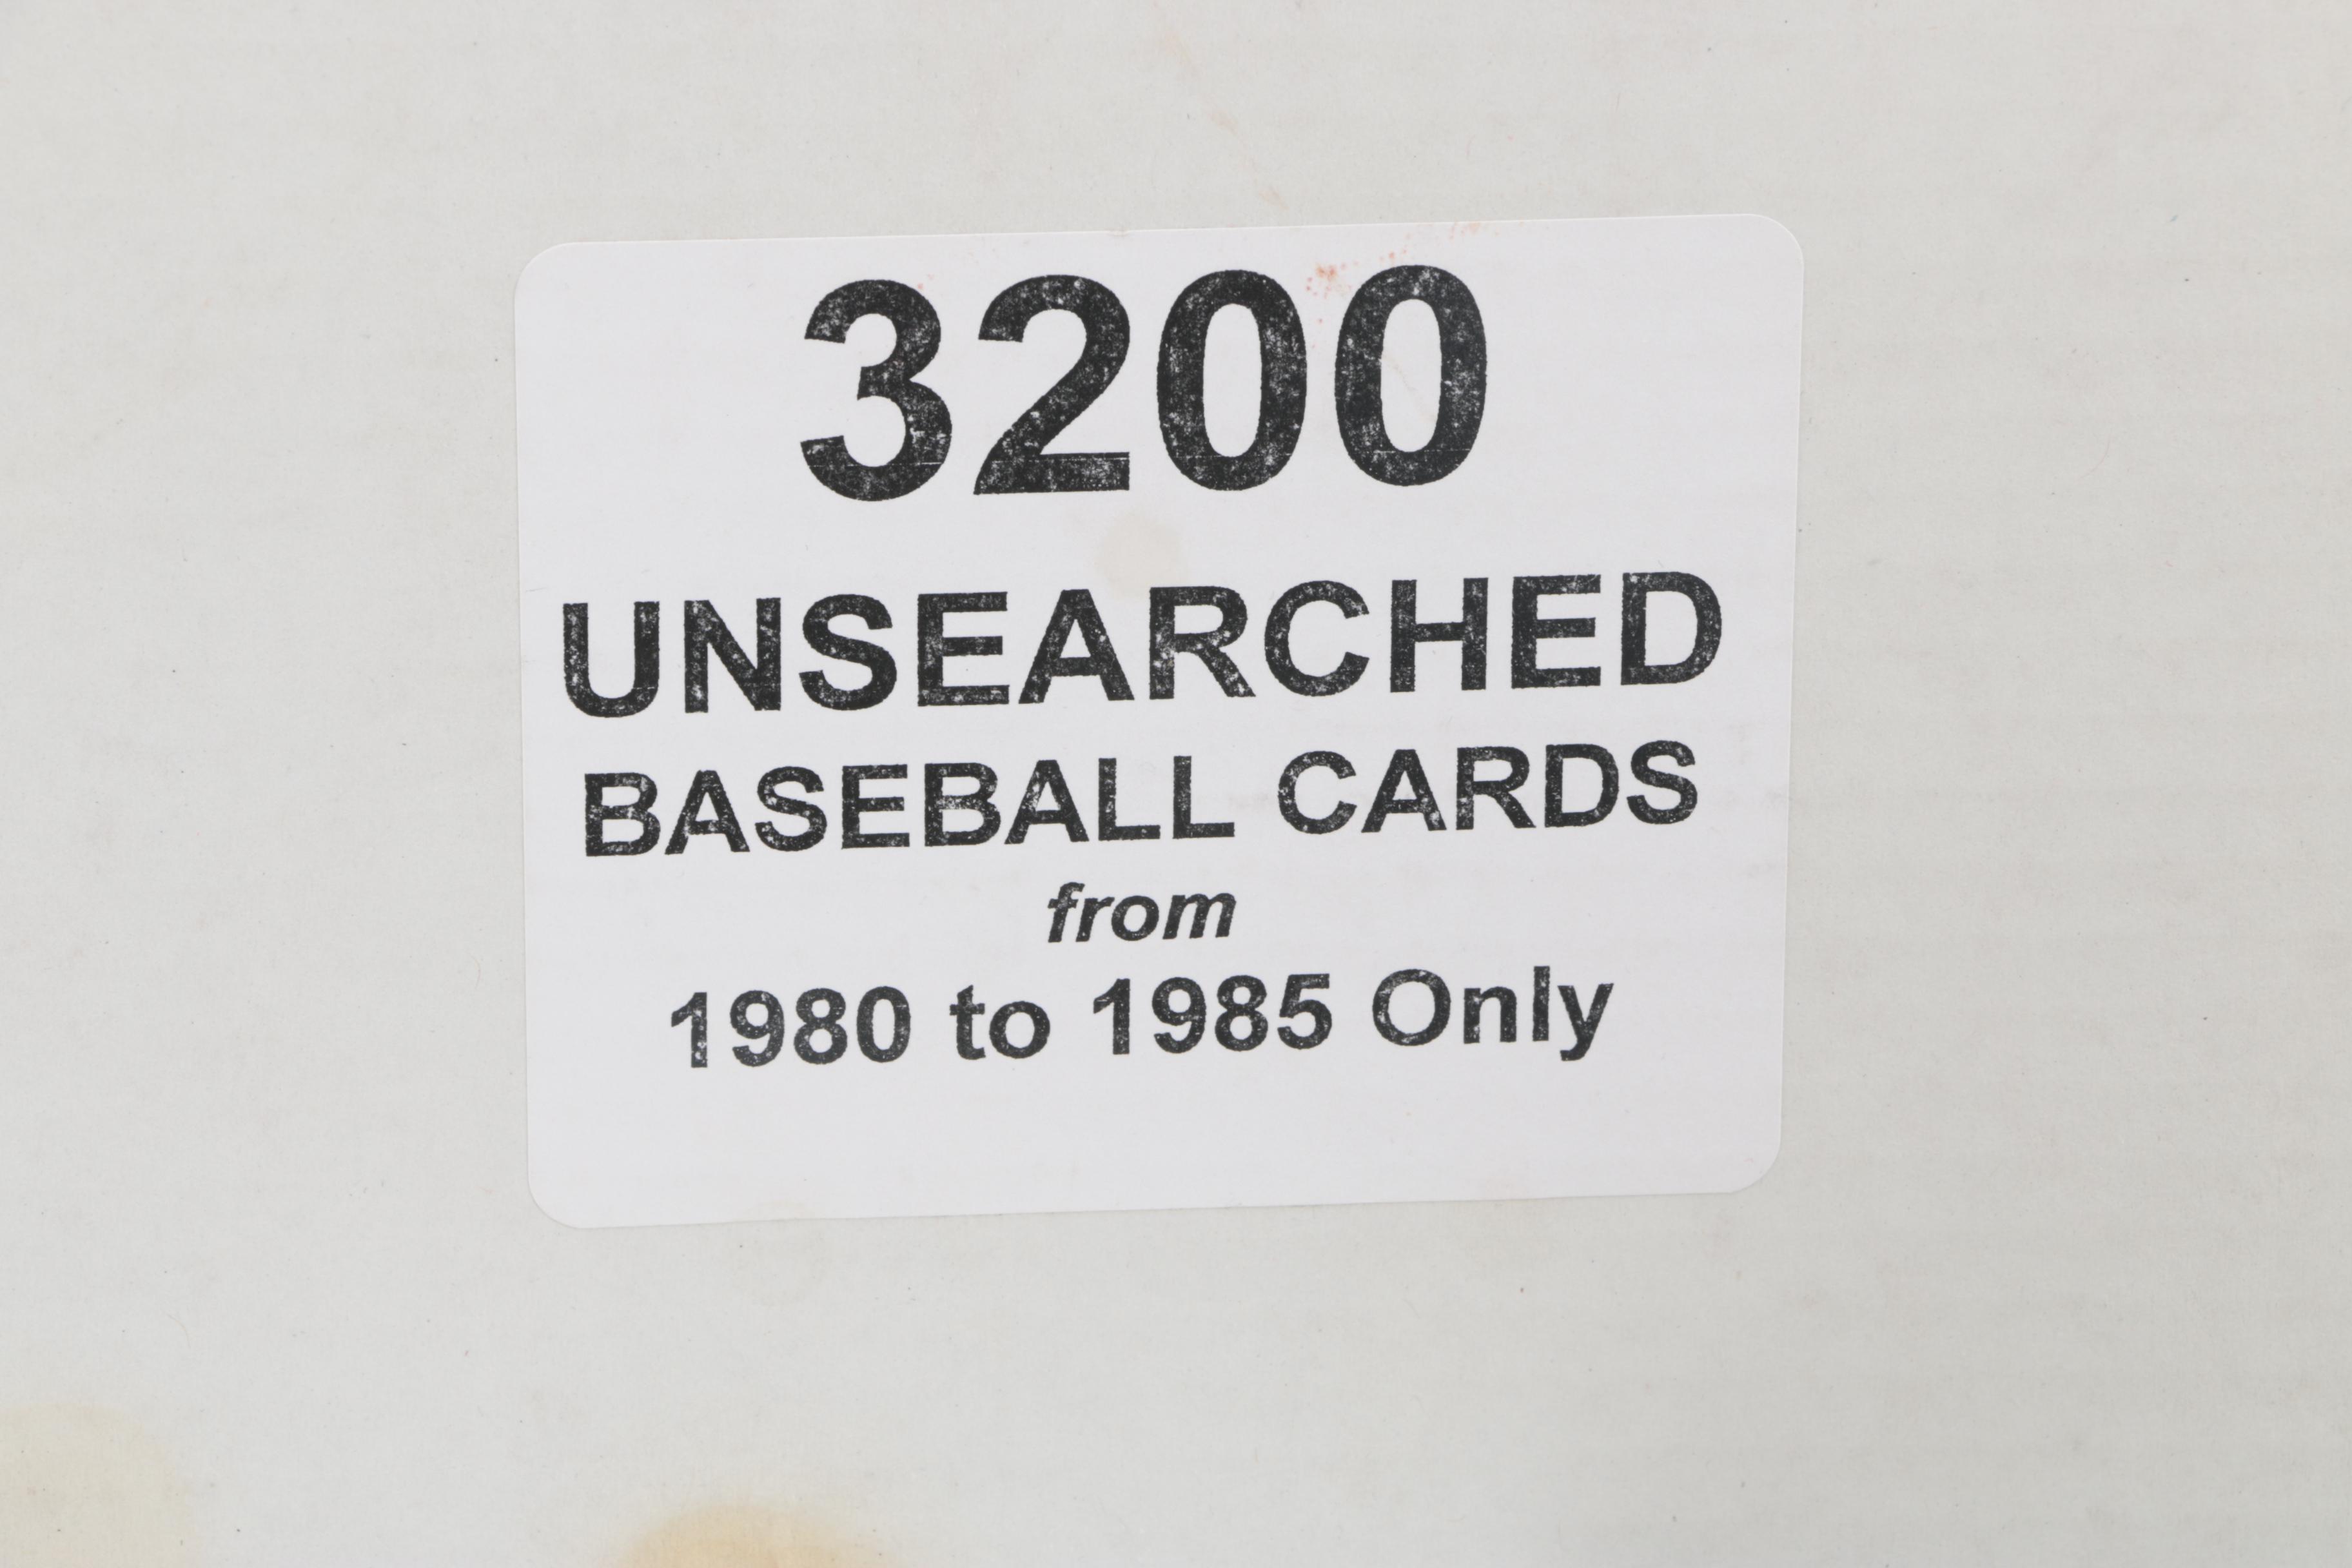 3200
UNSEARCHED
BASEBALL CARDS
from
1980 to 1985 Only